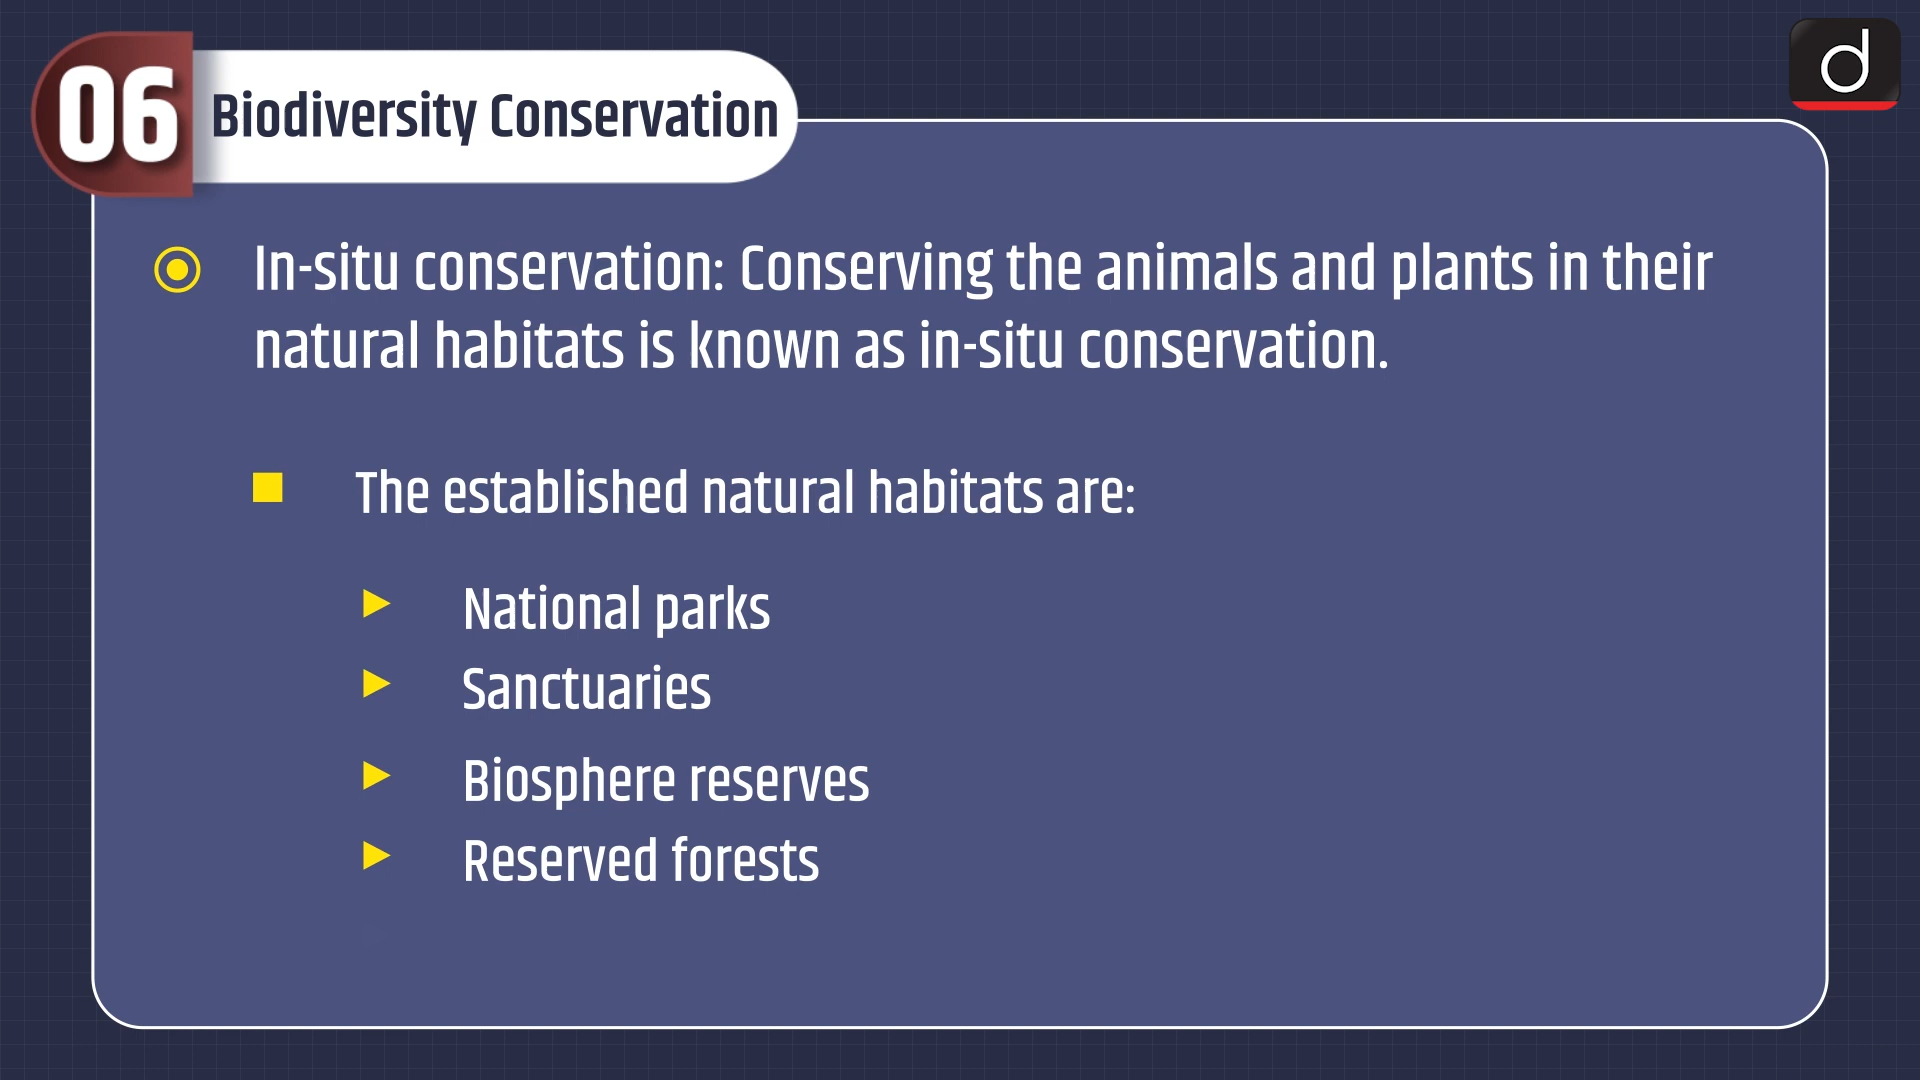 06
Biodiversity Conservation
d
In-situ conservation: Conserving the animals and plants in their
natural habitats is known as in-situ conservation.
The established natural habitats are:
National parks
Sanctuaries
Biosphere reserves
Reserved forests